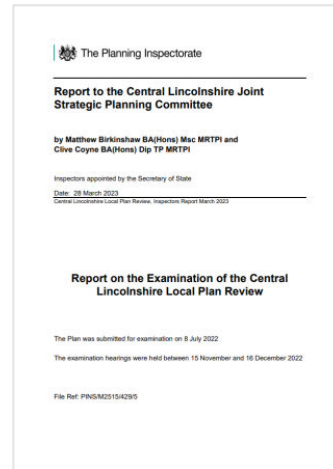 The Planning Inspectorate
Report to the Central Lincolnshire Joint
Strategic Planning Committee
by Matthew Birkinshaw BA(Hons) Msc MRTPI and
Clive Coyne BA(Hons) Dip TP MRTPI
Inspectors appointed by the Secretary of State
Date: 28 March 2023
Central Lincolnshire Local Plan Review, Inspectors Report March 2023
Report on the Examination of the Central
Lincolnshire Local Plan Review
The Plan was submitted for examination on 8 July 2022
The examination hearings were held between 15 November and 16 December 2022
File Ref: PINS/M2515/429/5